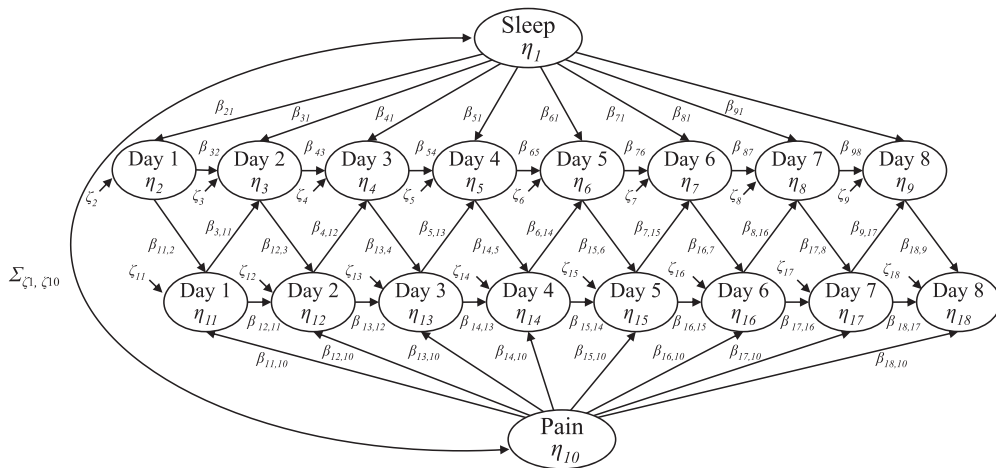 Sleep
η1
β21 β31 β41 β51 β61 β71 β81 β91
β32 β43 β54 β65 β76 β87 β98
Day 1 Day 2 Day 3 Day 4 Day 5 Day 6 Day 7 Day 8
η2 η3 η4 η5 η6 η7 η8 η9
ζ2 ζ3 ζ4 ζ5 ζ6 ζ7 ζ8 ζ9
β11,2 β3,11 β12,3 β4,12 β13,4 β5,13 β14,5 β6,14 β15,6 β7,15 β16,7 β8,16 β17,8 β9,17 β18,9
Σζ1, ζ10
ζ11 ζ12 ζ13 ζ14 ζ15 ζ16 ζ17 ζ18
Day 1 Day 2 Day 3 Day 4 Day 5 Day 6 Day 7 Day 8
η11 η12 η13 η14 η15 η16 η17 η18
β12,11 β13,12 β14,13 β15,14 β16,15 β17,16 β18,17
β11,10 β12,10 β13,10 β14,10 β15,10 β16,10 β17,10 β18,10
Pain
η10